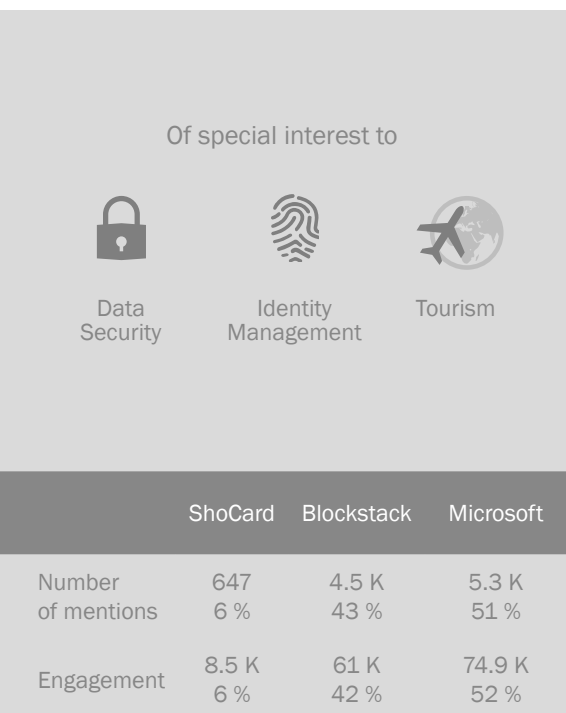 Of special interest to
Data
Security
Identity
Management
Tourism
ShoCard Blockstack Microsoft
Number
of mentions
647
6 %
4.5 K
43 %
5.3 K
51 %
Engagement
8.5 K
6 %
61 K
42 %
74.9 K
52 %